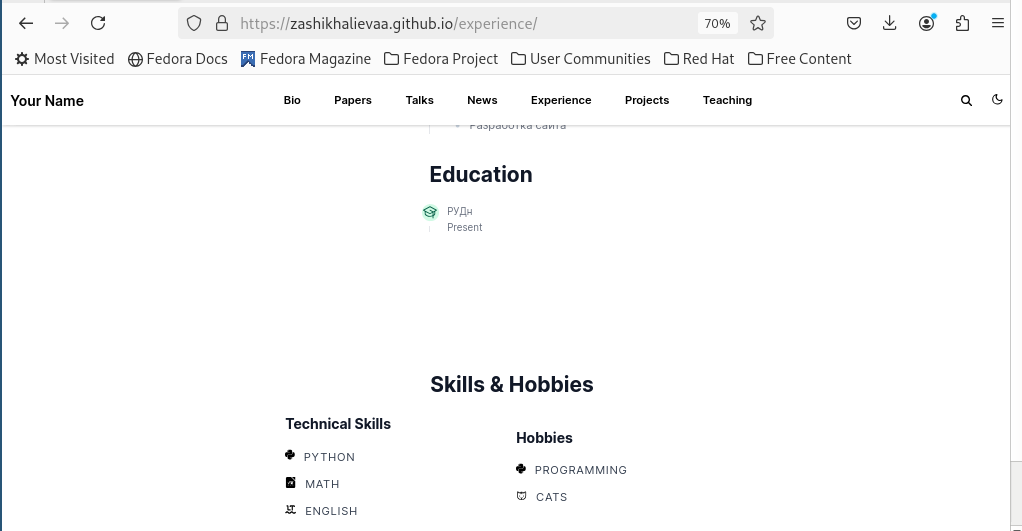 https://zashikhalievaa.github.io/experience/ 70%
Most Visited Fedora Docs Fedora Magazine Fedora Project User Communities Red Hat Free Content
Your Name Bio Papers Talks News Experience Projects Teaching
Разработка сайта
Education
РУДн
Present
Skills & Hobbies
Technical Skills
Hobbies
PYTHON
PROGRAMMING
MATH
CATS
ENGLISH